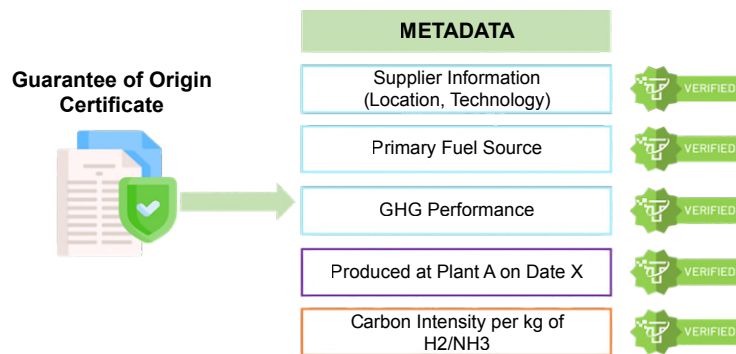 METADATA
Guarantee of Origin
Certificate
Supplier Information
(Location, Technology)
VERIFIED
Primary Fuel Source
VERIFIED
GHG Performance
VERIFIED
Produced at Plant A on Date X
VERIFIED
Carbon Intensity per kg of
H2/NH3
VERIFIED